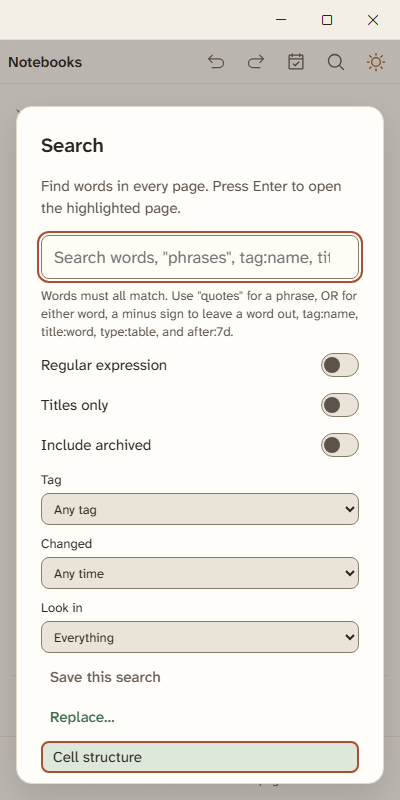 Notebooks
Search
Find words in every page. Press Enter to open
the highlighted page.
Search words, "phrases", tag:name, tit
Words must all match. Use "quotes" for a phrase, OR for
either word, a minus sign to leave a word out, tag:name,
title:word, type:table, and after:7d.
Regular expression
Titles only
Include archived
Tag
Any tag
Changed
Any time
Look in
Everything
Save this search
Replace...
Cell structure